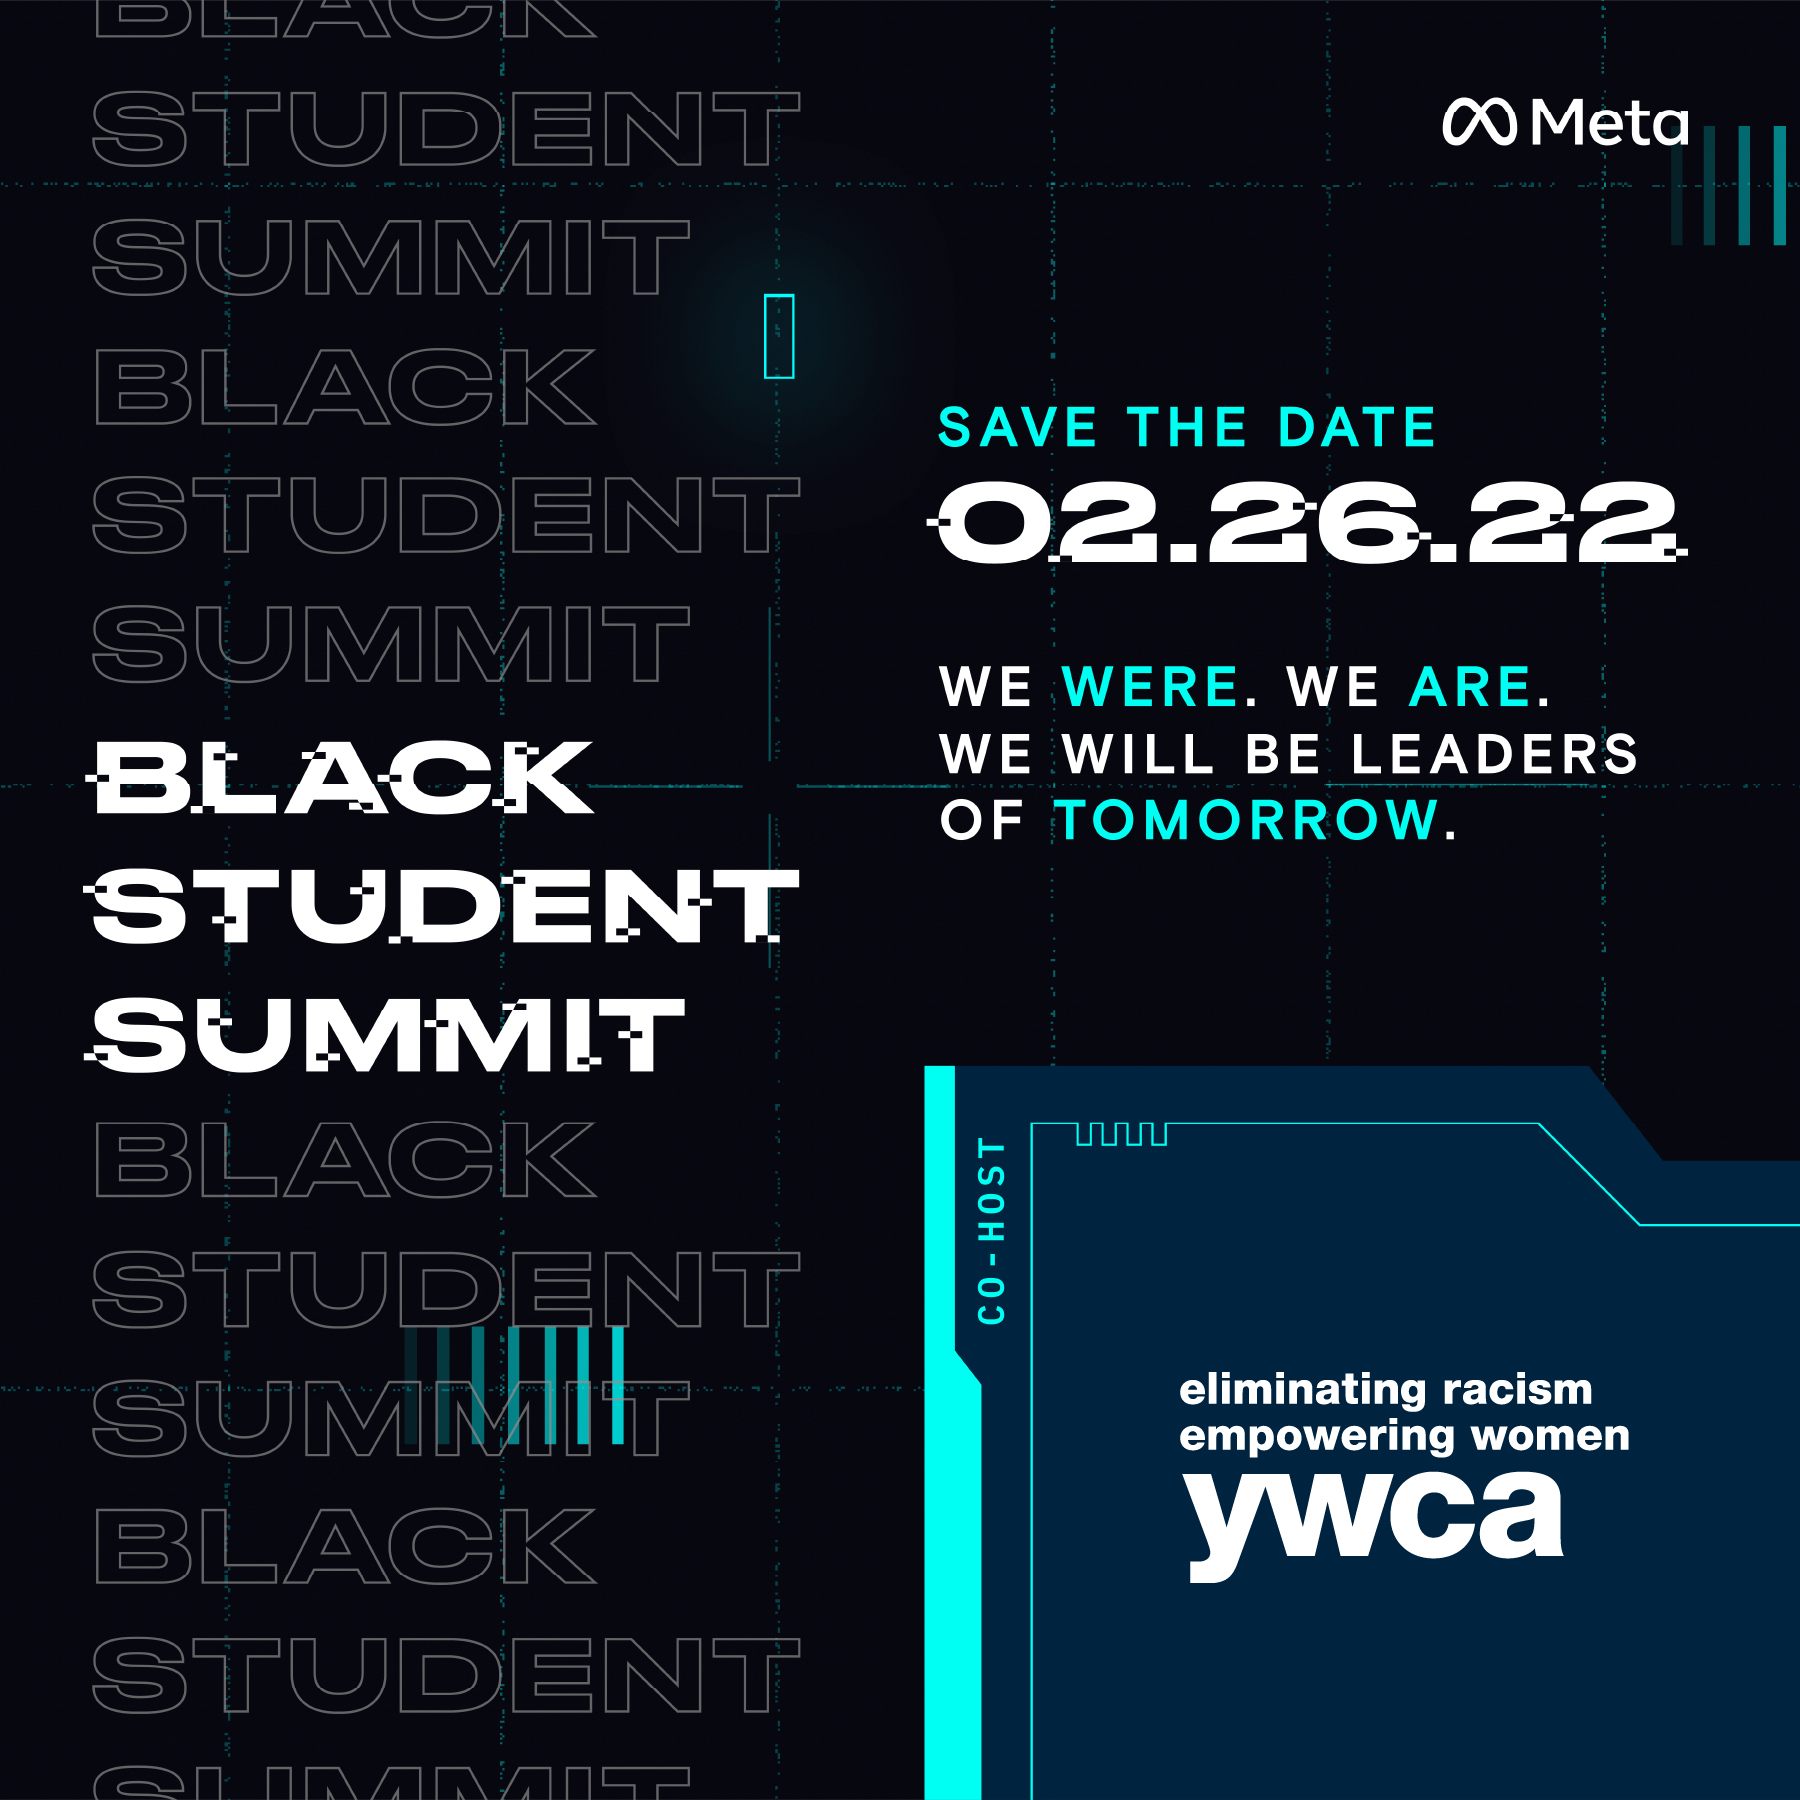 BLACK
STUDENT
SUMMIT
BLACK
STUDENT
SUMMIT
BLACK
STUDENT
SUMMIT
BLACK
STUDENT
SUMMIT
BLACK
STUDENT
SUMMIT
Meta
SAVE THE DATE
02.26.22
WE WERE. WE ARE.
WE WILL BE LEADERS
OF TOMORROW.
CO-HOST
eliminating racism
empowering women
ywca